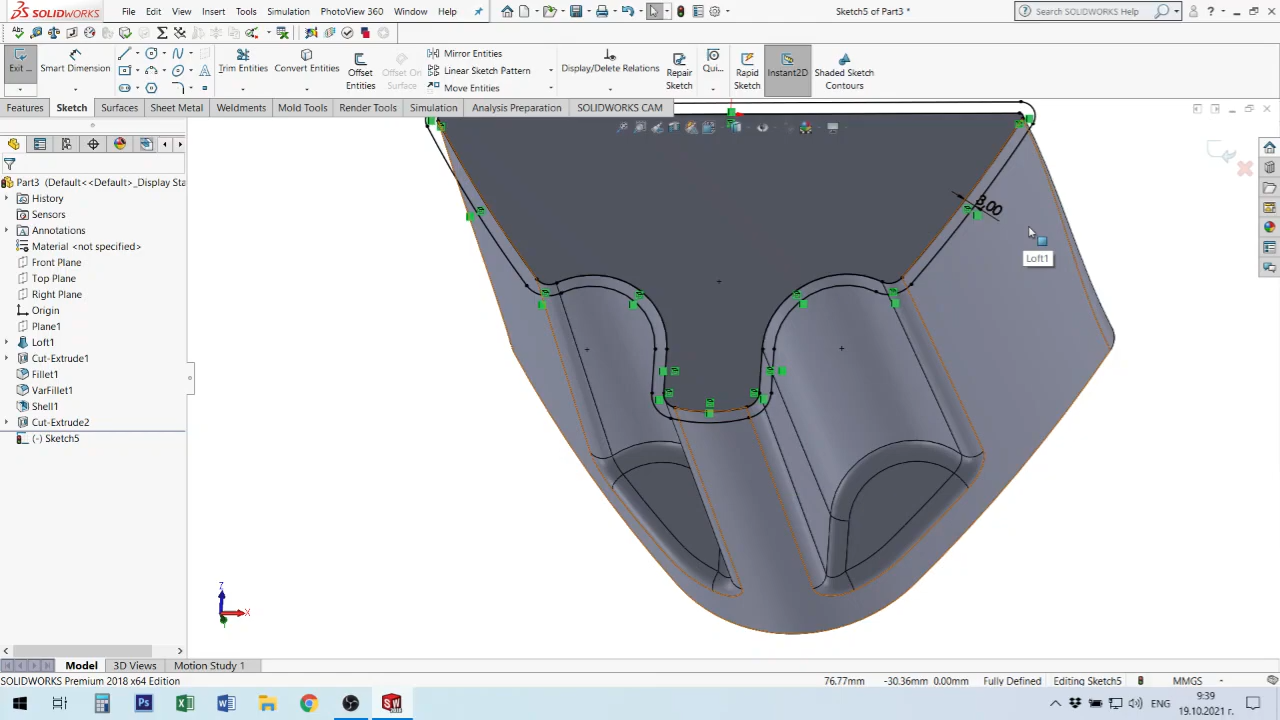 SOLIDWORKS File Edit View Insert Tools Simulation PhotoView 360 Window Help Sketch5 of Part3 * Search SOLIDWORKS Help
Exit ... Smart Dimension Trim Entities Convert Entities Offset Entities Offset On Surface Mirror Entities Linear Sketch Pattern Move Entities Display/Delete Relations Repair Sketch Qui... Rapid Sketch Instant2D Shaded Sketch Contours
Features Sketch Surfaces Sheet Metal Weldments Mold Tools Render Tools Simulation Analysis Preparation SOLIDWORKS CAM
Part3 (Default<<Default>_Display Sta
History
Sensors
Annotations
Material <not specified>
Front Plane
Top Plane
Right Plane
Origin
Plane1
Loft1
Cut-Extrude1
Fillet1
VarFillet1
Shell1
Cut-Extrude2
(-) Sketch5
Loft1
Z
X
Model 3D Views Motion Study 1
SOLIDWORKS Premium 2018 x64 Edition 76.77mm -30.36mm 0.00mm Fully Defined Editing Sketch5 MMGS
ENG 9:39
19.10.2021 г.